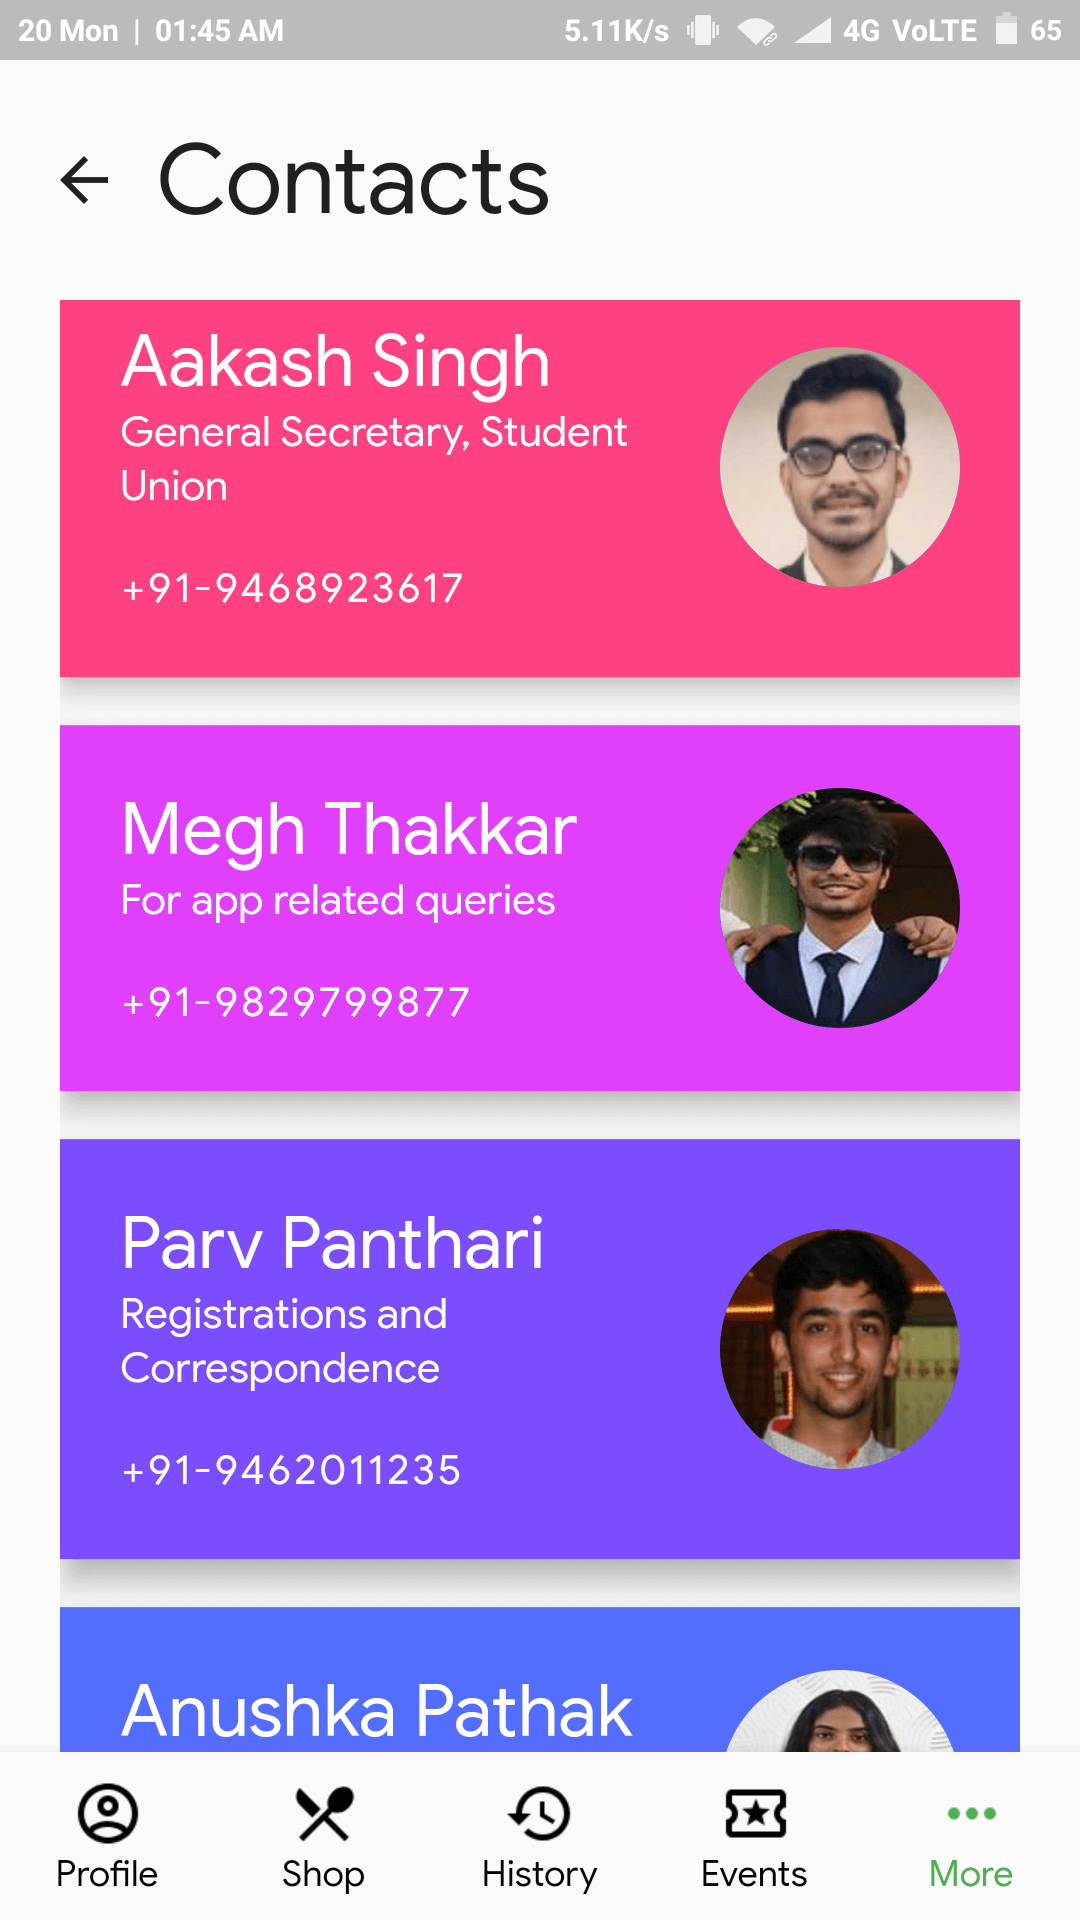 20 Mon | 01:45 AM 5.11K/s 4G VoLTE 65
Contacts
Aakash Singh
General Secretary, Student
Union
+91-9468923617
Megh Thakkar
For app related queries
+91-9829799877
Parv Panthari
Registrations and
Correspondence
+91-9462011235
Anushka Pathak
Profile Shop History Events More